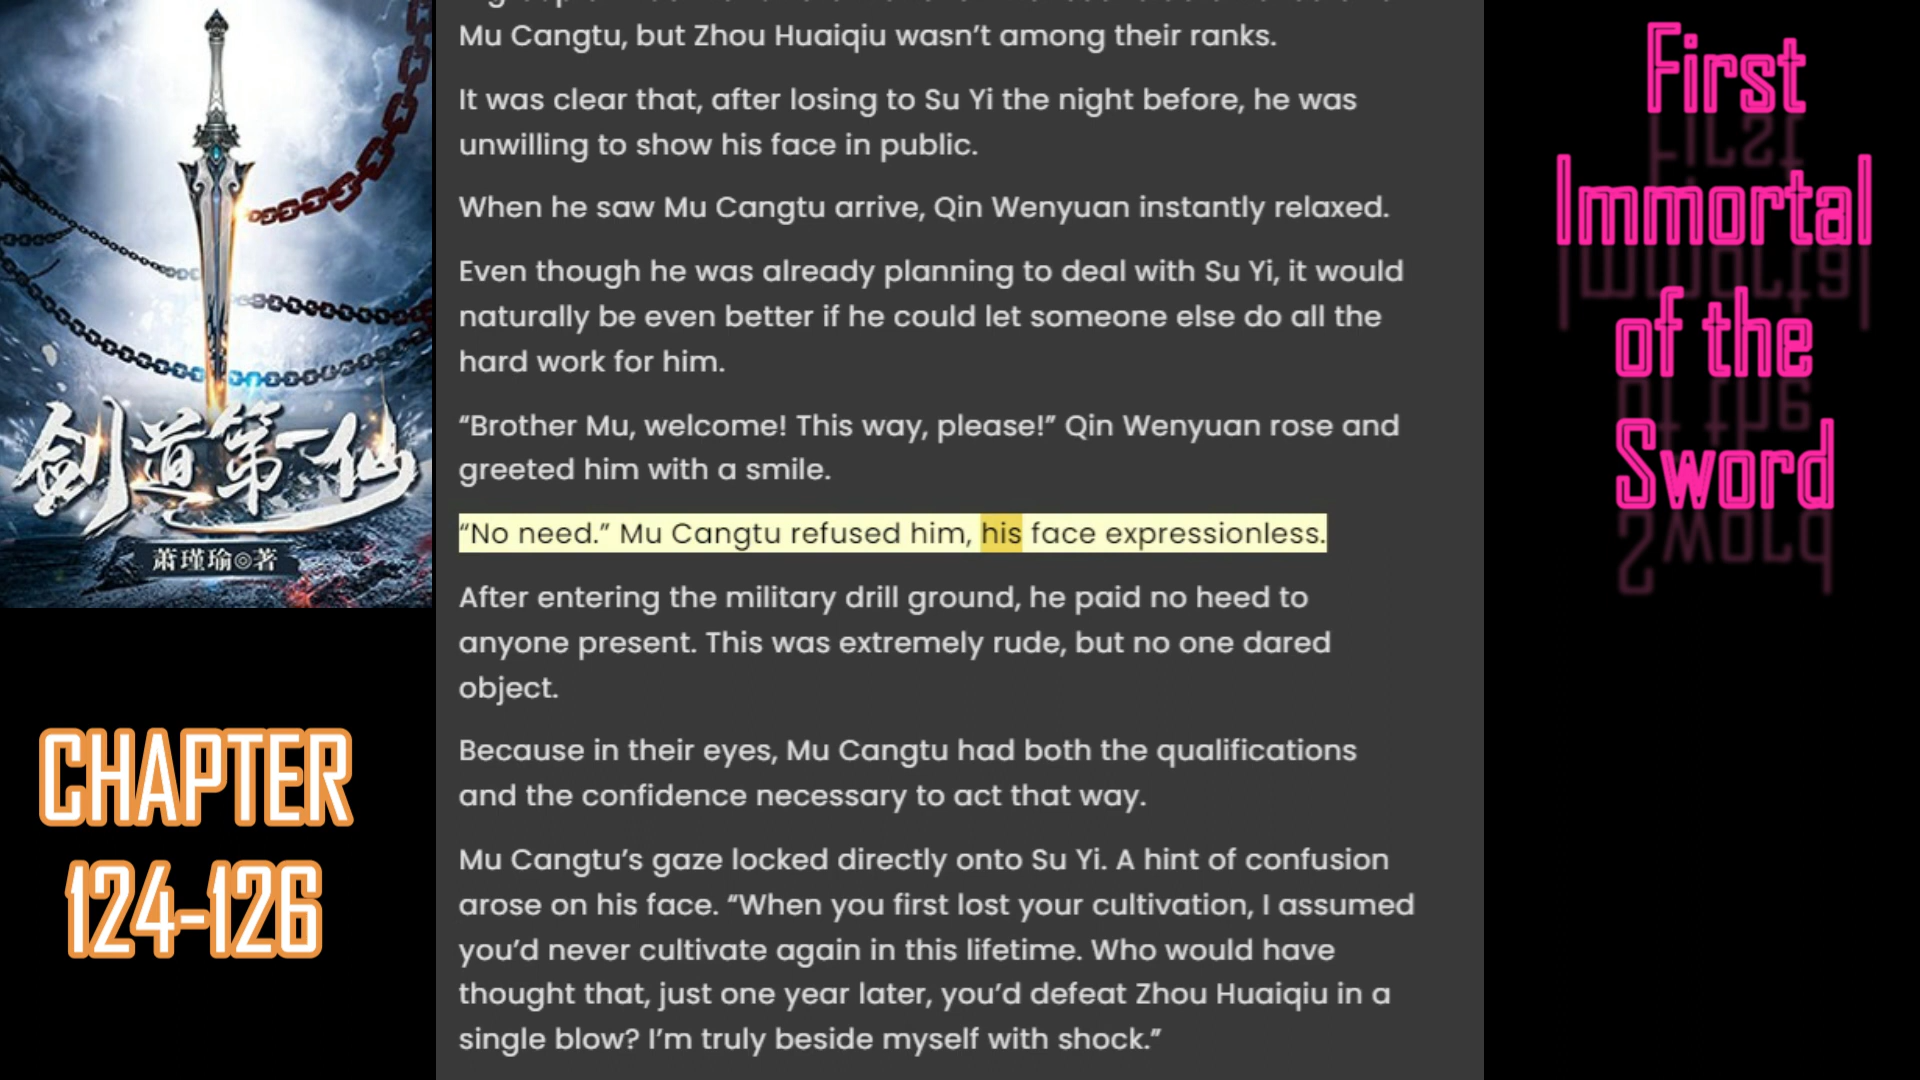 剑道第一仙
萧瑾瑜◎著
CHAPTER
124-126
Mu Cangtu, but Zhou Huaiqiu wasn’t among their ranks.
It was clear that, after losing to Su Yi the night before, he was
unwilling to show his face in public.
When he saw Mu Cangtu arrive, Qin Wenyuan instantly relaxed.
Even though he was already planning to deal with Su Yi, it would
naturally be even better if he could let someone else do all the
hard work for him.
“Brother Mu, welcome! This way, please!” Qin Wenyuan rose and
greeted him with a smile.
“No need.” Mu Cangtu refused him, his face expressionless.
After entering the military drill ground, he paid no heed to
anyone present. This was extremely rude, but no one dared
object.
Because in their eyes, Mu Cangtu had both the qualifications
and the confidence necessary to act that way.
Mu Cangtu’s gaze locked directly onto Su Yi. A hint of confusion
arose on his face. “When you first lost your cultivation, I assumed
you’d never cultivate again in this lifetime. Who would have
thought that, just one year later, you’d defeat Zhou Huaiqiu in a
single blow? I’m truly beside myself with shock.”
First
Immortal
of the
Sword